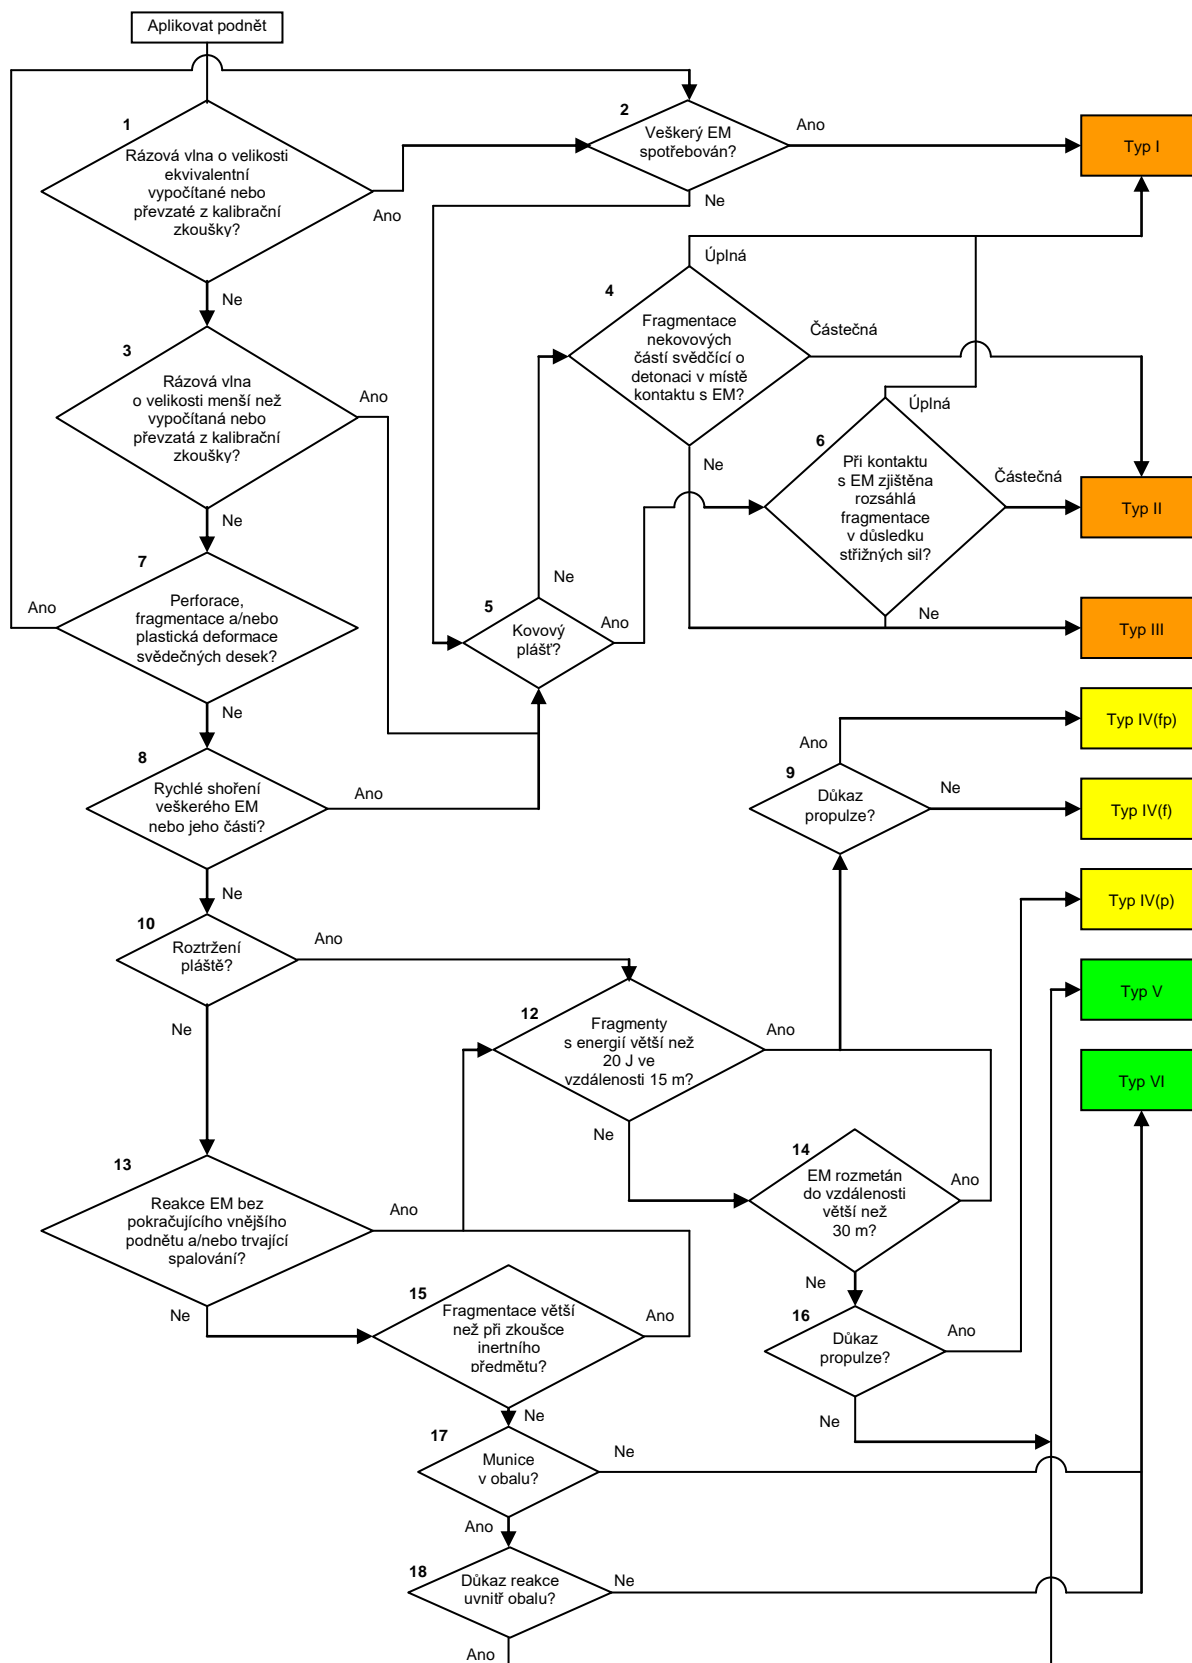 Aplikovat podnět
1
Rázová vlna o velikosti
ekvivalentní
vypočítané nebo
převzaté z kalibrační
zkoušky?
Ano
Ne
2
Veškerý EM
spotřebován?
Ano
Ne
Typ I
3
Rázová vlna
o velikosti menší než
vypočítaná nebo
převzatá z kalibrační
zkoušky?
Ano
Ne
4
Fragmentace
nekovových
částí svědčící o
detonaci v místě
kontaktu s EM?
Úplná
Částečná
Ne
6
Při kontaktu
s EM zjištěna
rozsáhlá
fragmentace
v důsledku
střižných sil?
Úplná
Částečná
Ne
Typ II
7
Perforace,
fragmentace a/nebo
plastická deformace
svědečných desek?
Ano
Ne
5
Kovový
plášť?
Ne
Ano
Typ III
8
Rychlé shoření
veškerého EM
nebo jeho části?
Ano
Ne
9
Důkaz
propulze?
Ano
Ne
Typ IV(fp)
Typ IV(f)
Typ IV(p)
10
Roztržení
pláště?
Ano
Ne
12
Fragmenty
s energií větší než
20 J ve
vzdálenosti 15 m?
Ano
Ne
Typ V
Typ VI
13
Reakce EM bez
pokračujícího vnějšího
podnětu a/nebo trvající
spalování?
Ano
Ne
14
EM rozmetán
do vzdálenosti
větší než
30 m?
Ano
Ne
15
Fragmentace větší
než při zkoušce
inertního
předmětu?
Ano
Ne
16
Důkaz
propulze?
Ano
Ne
17
Munice
v obalu?
Ne
Ano
18
Důkaz reakce
uvnitř obalu?
Ne
Ano